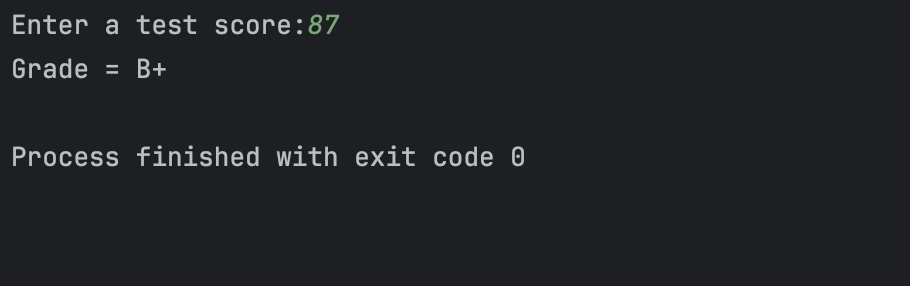 Enter a test score:87
Grade = B+
Process finished with exit code 0